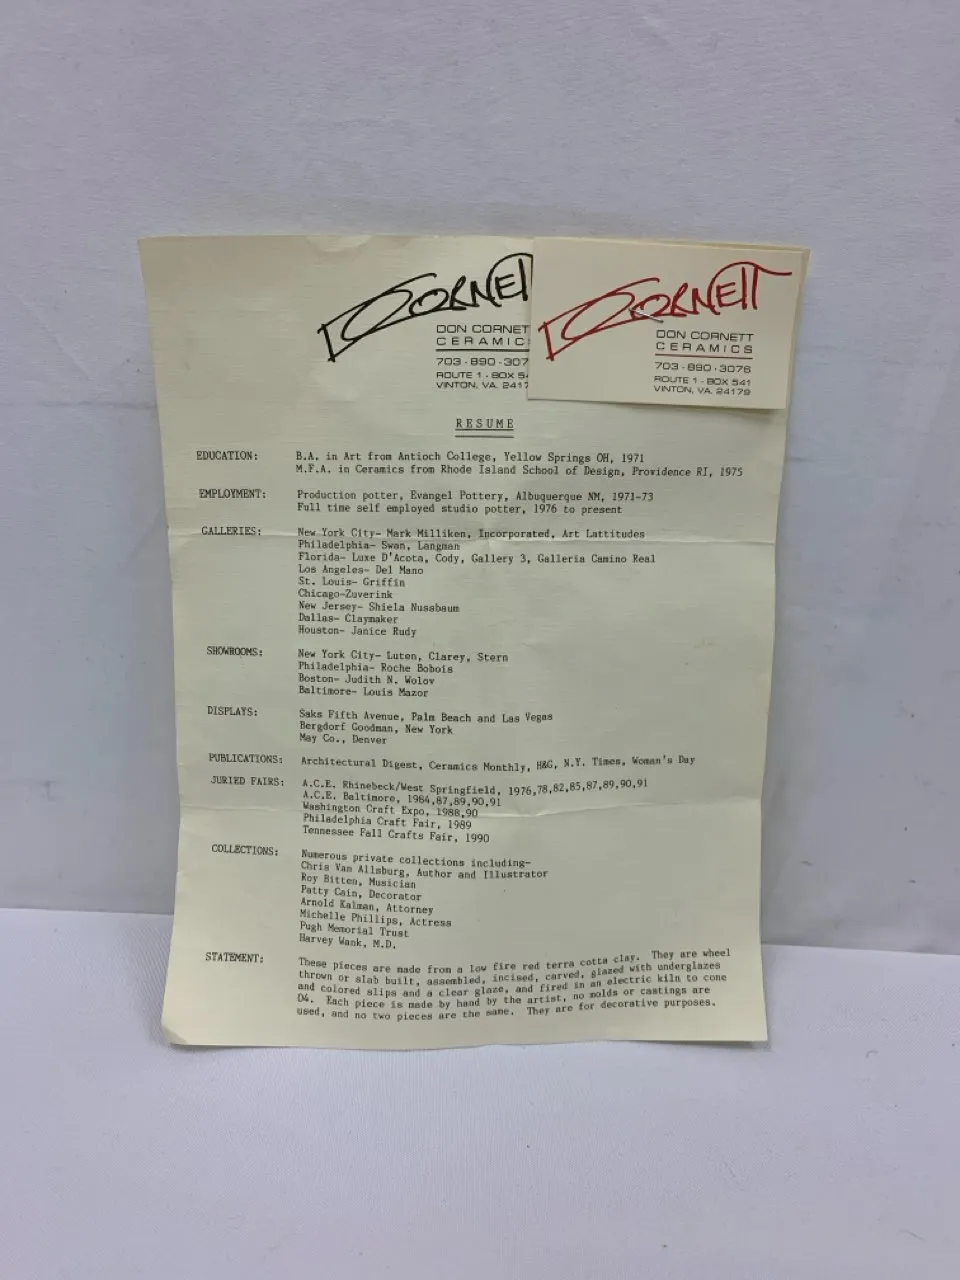 CORNETT
DON CORNETT
CERAMICS
703-890-3076
ROUTE 1 - BOX 541
VINTON, VA. 24179
CORNET
DON CORNET
CERAMIC
703-890-307
ROUTE 1 - BOX 5
VINTON, VA. 2417
RESUME
EDUCATION: B.A. in Art from Antioch College, Yellow Springs OH, 1971
M.F.A. in Ceramics from Rhode Island School of Design, Providence RI, 1975
EMPLOYMENT: Production potter, Evangel Pottery, Albuquerque NM, 1971-73
Full time self employed studio potter, 1976 to present
GALLERIES: New York City- Mark Milliken, Incorporated, Art Lattitudes
Philadelphia- Swan, Langman
Florida- Luxe D'Acota, Cody, Gallery 3, Galleria Camino Real
Los Angeles- Del Mano
St. Louis- Griffin
Chicago-Zuverink
New Jersey- Shiela Nussbaum
Dallas- Claymaker
Houston- Janice Rudy
SHOWROOMS: New York City- Luten, Clarey, Stern
Philadelphia- Roche Bobois
Boston- Judith N. Wolov
Baltimore- Louis Mazor
DISPLAYS: Saks Fifth Avenue, Palm Beach and Las Vegas
Bergdorf Goodman, New York
May Co., Denver
PUBLICATIONS: Architectural Digest, Ceramics Monthly, H&G, N.Y. Times, Woman's Day
JURIED FAIRS: A.C.E. Rhinebeck/West Springfield, 1976,78,82,85,87,89,90,91
A.C.E. Baltimore, 1984,87,89,90,91
Washington Craft Expo, 1988,90
Philadelphia Craft Fair, 1989
Tennessee Fall Crafts Fair, 1990
COLLECTIONS: Numerous private collections including-
Chris Van Allsburg, Author and Illustrator
Roy Bitten, Musician
Patty Cain, Decorator
Arnold Kalman, Attorney
Michelle Phillips, Actress
Pugh Memorial Trust
Harvey Wank, M.D.
STATEMENT: These pieces are made from a low fire red terra cotta clay. They are wheel
thrown or slab built, assembled, incised, carved, glazed with underglazes
and colored slips and a clear glaze, and fired in an electric kiln to cone
04. Each piece is made by hand by the artist, no molds or castings are
used, and no two pieces are the same. They are for decorative purposes.